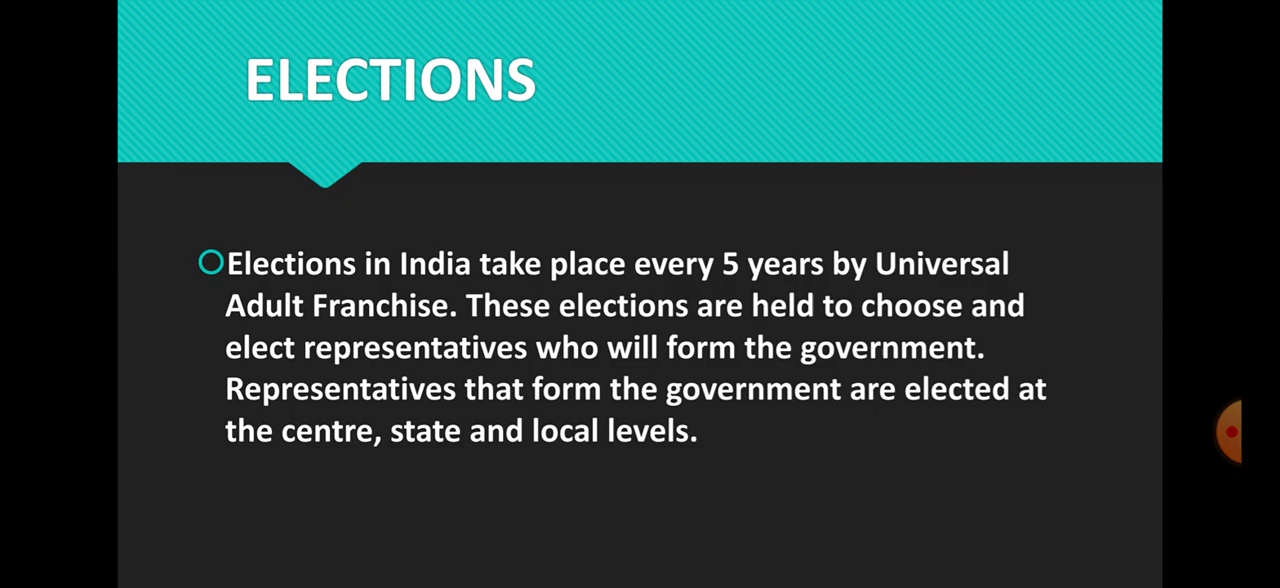 ELECTIONS
Elections in India take place every 5 years by Universal
Adult Franchise. These elections are held to choose and
elect representatives who will form the government.
Representatives that form the government are elected at
the centre, state and local levels.